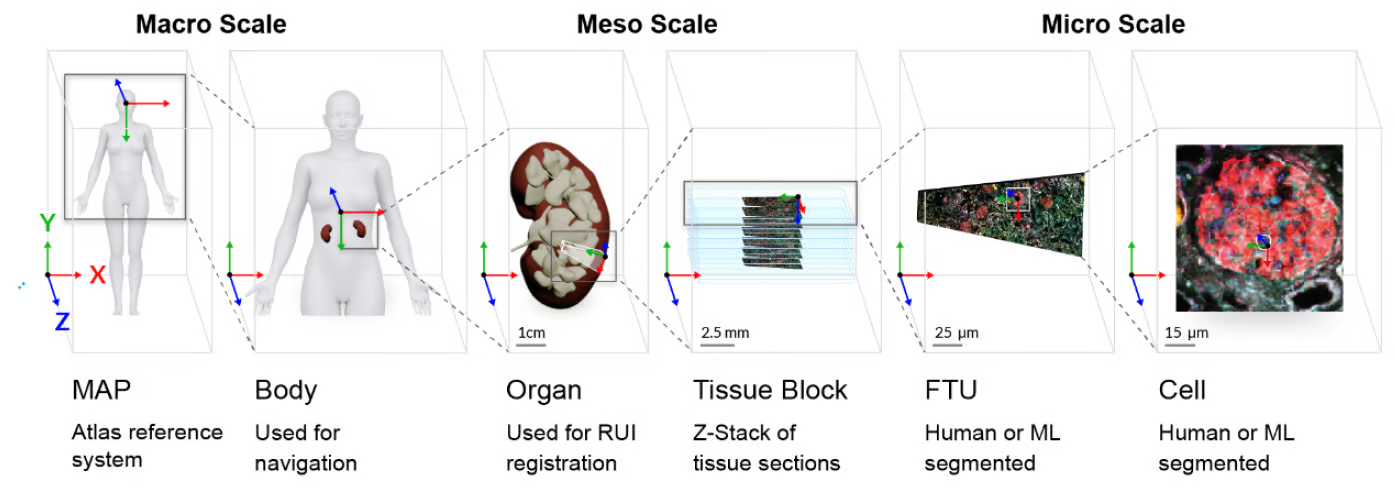 Macro Scale
Meso Scale
Micro Scale
Y
X
Z
1cm
2.5 mm
25 µm
15 µm
MAP
Atlas reference
system
Body
Used for
navigation
Organ
Used for RUI
registration
Tissue Block
Z-Stack of
tissue sections
FTU
Human or ML
segmented
Cell
Human or ML
segmented